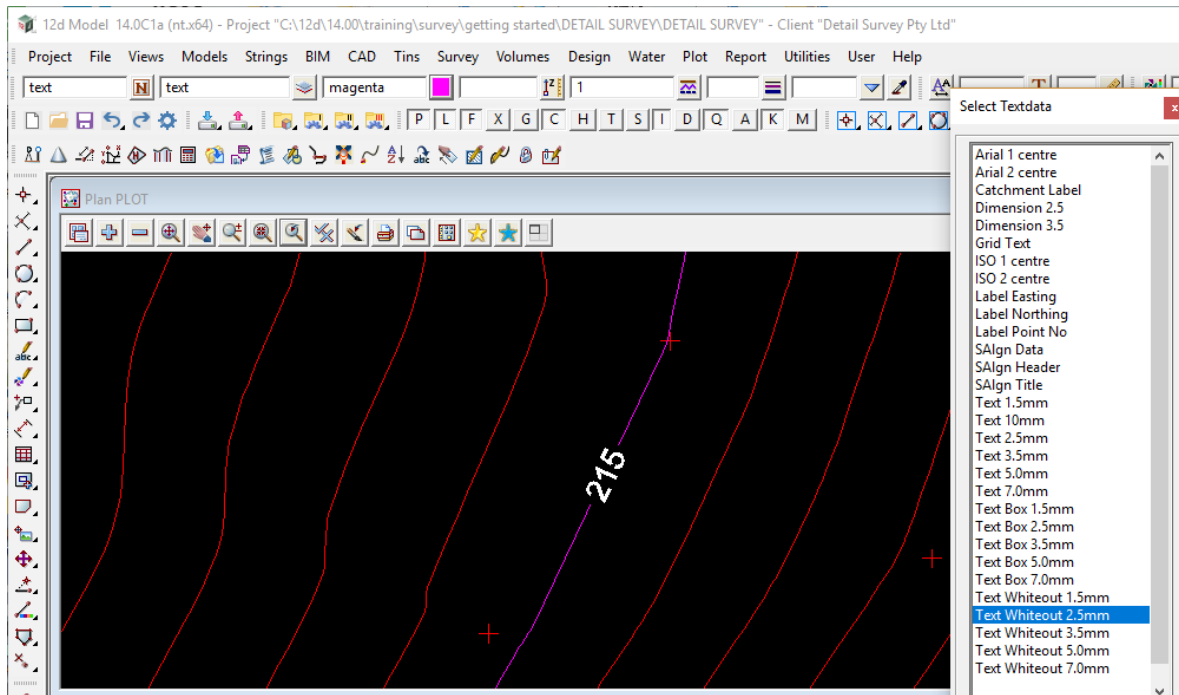 12d Model 14.0C1a (nt.x64) - Project "C:\12d\14.00\training\survey\getting started\DETAIL SURVEY\DETAIL SURVEY" - Client "Detail Survey Pty Ltd"
Project File Views Models Strings BIM CAD Tins Survey Volumes Design Water Plot Report Utilities User Help
text N text magenta 1 T
P L F X G C H T S I D Q A K M
Select Textdata
Plan PLOT
abc
215
Arial 1 centre
Arial 2 centre
Catchment Label
Dimension 2.5
Dimension 3.5
Grid Text
ISO 1 centre
ISO 2 centre
Label Easting
Label Northing
Label Point No
SAlgn Data
SAlgn Header
SAlgn Title
Text 1.5mm
Text 10mm
Text 2.5mm
Text 3.5mm
Text 5.0mm
Text 7.0mm
Text Box 1.5mm
Text Box 2.5mm
Text Box 3.5mm
Text Box 5.0mm
Text Box 7.0mm
Text Whiteout 1.5mm
Text Whiteout 2.5mm
Text Whiteout 3.5mm
Text Whiteout 5.0mm
Text Whiteout 7.0mm